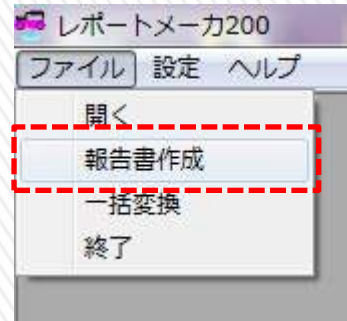 レポートメーカ200
ファイル 設定 ヘルプ
開く
報告書作成
一括変換
終了